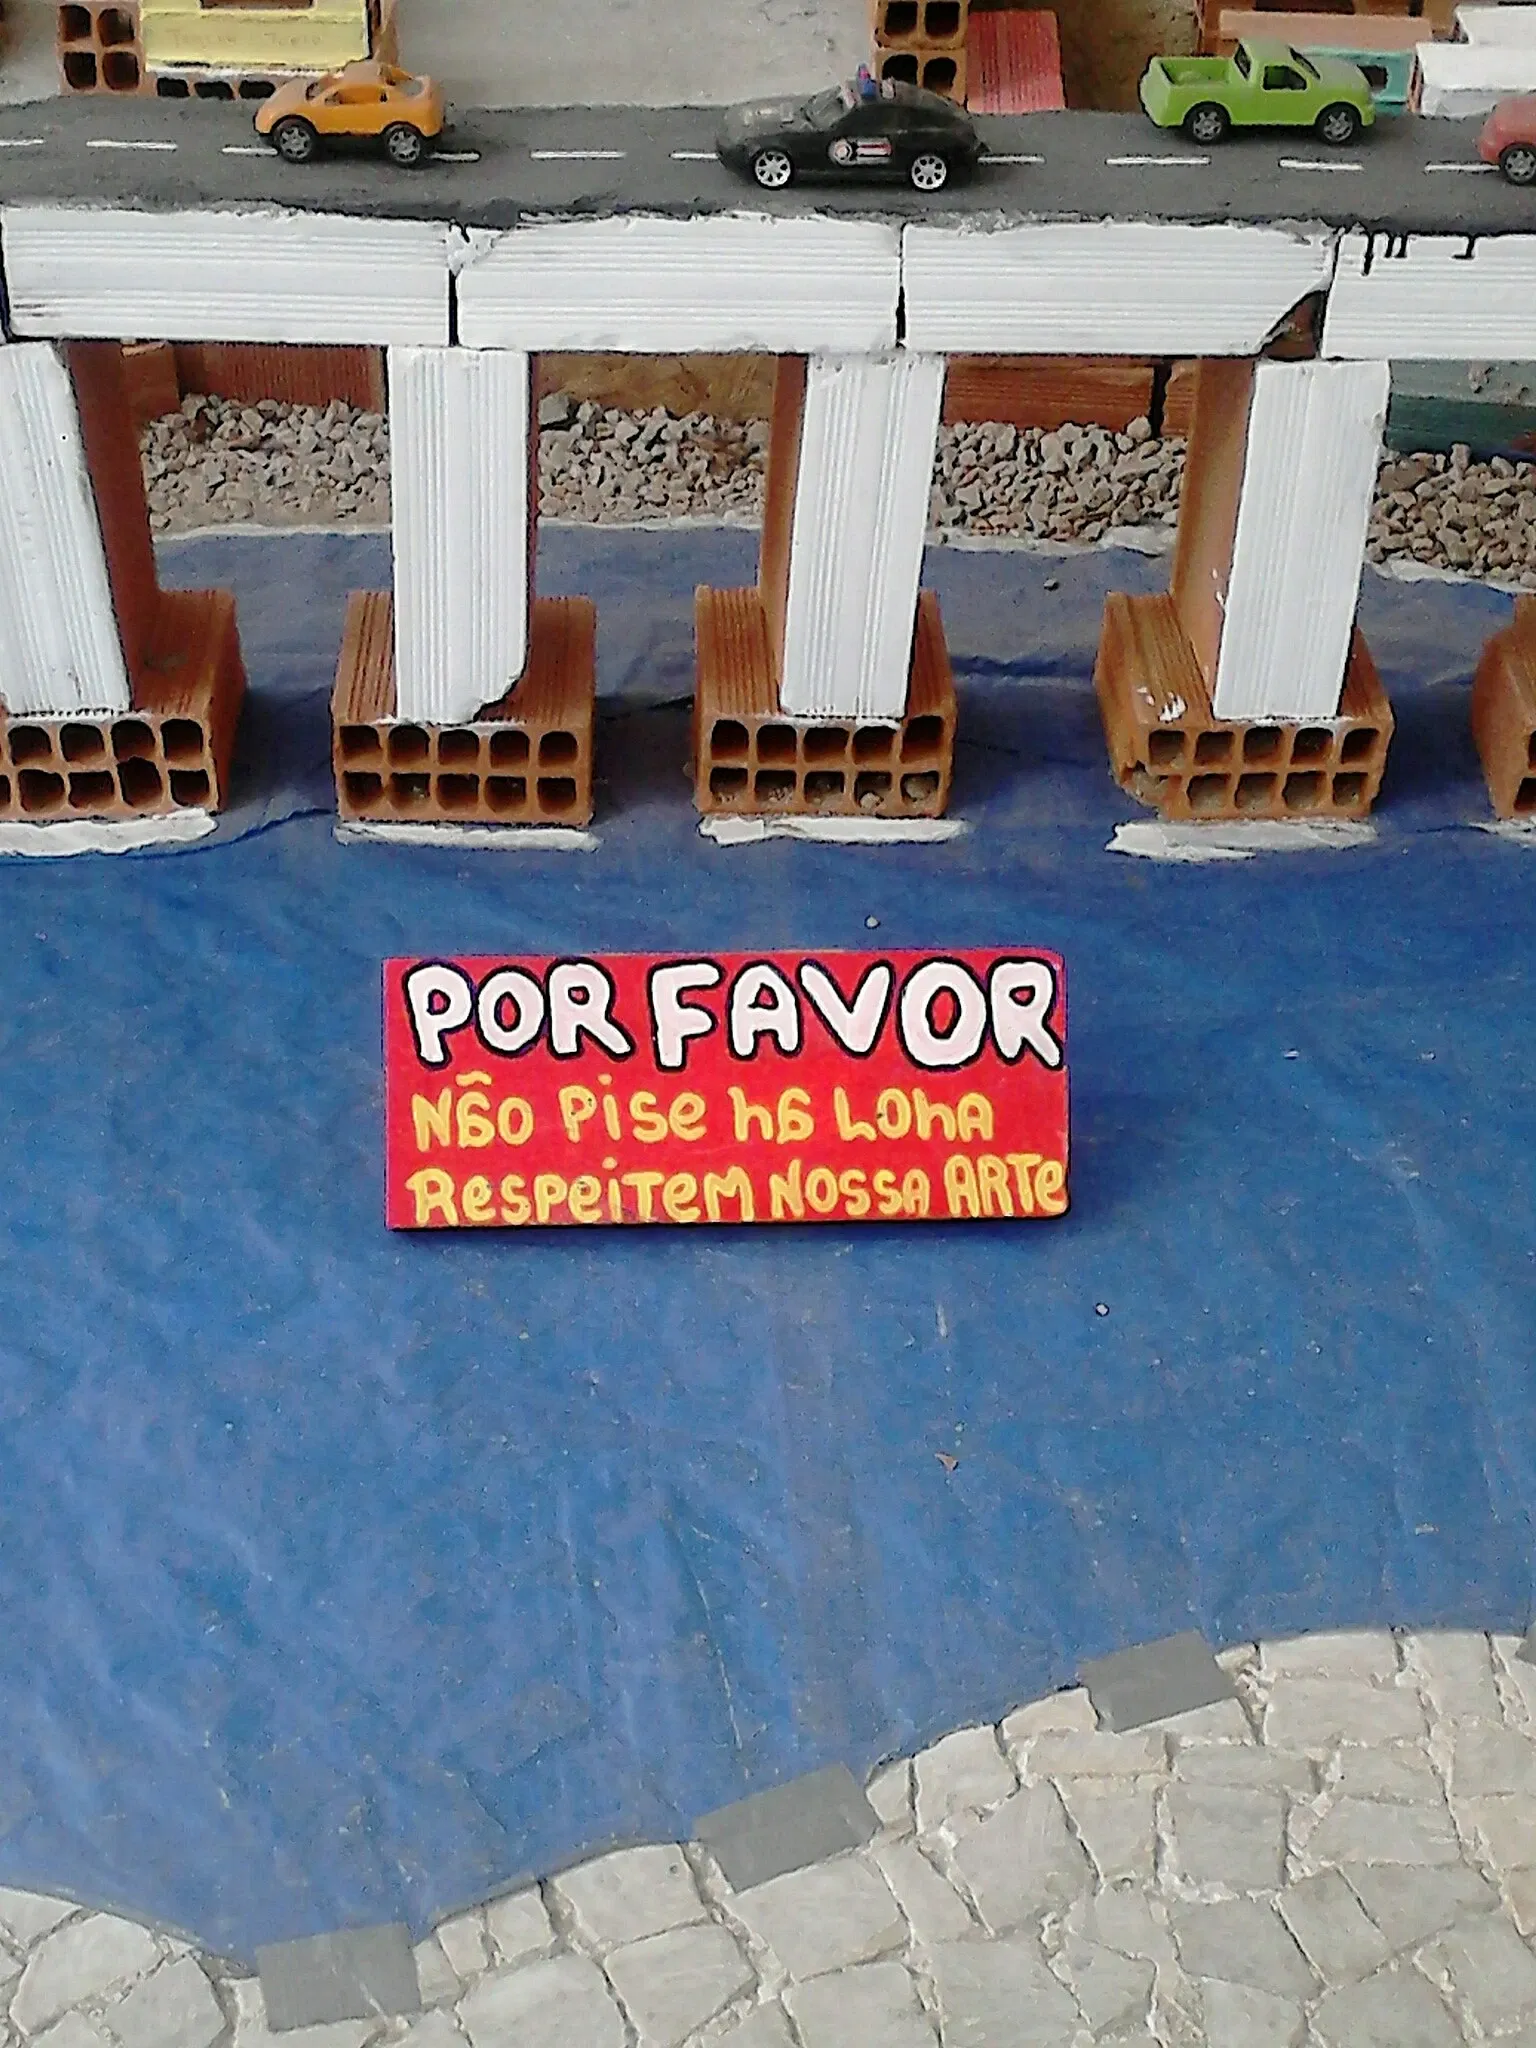 POR FAVOR
Não Pise na Lona
Respeitem Nossa Arte